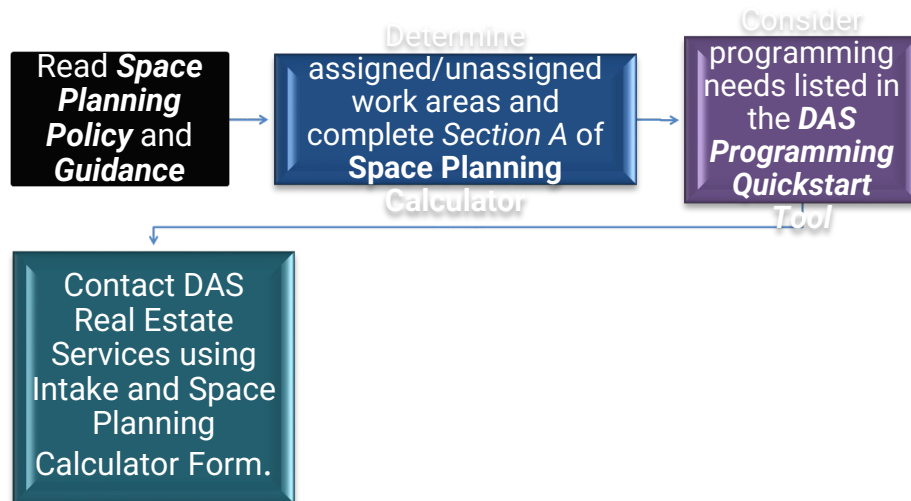 Read Space
Planning
Policy and
Guidance
Determine
assigned/unassigned
work areas and
complete Section A of
Space Planning
Calculator
Consider
programming
needs listed in
the DAS
Programming
Quickstart
Tool
Contact DAS
Real Estate
Services using
Intake and Space
Planning
Calculator Form.